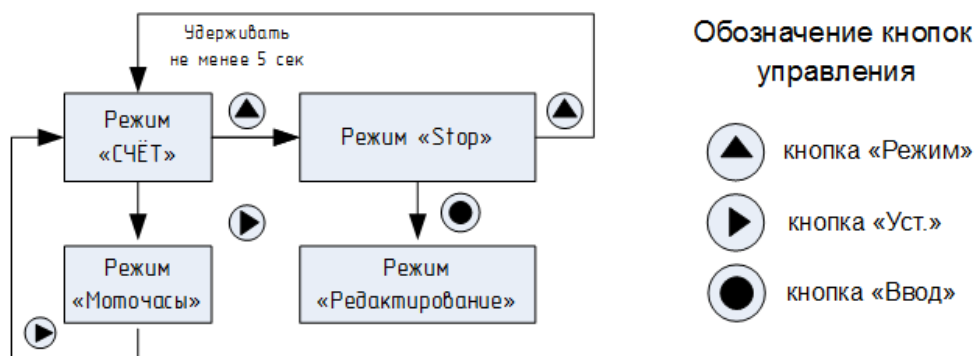 Удерживать
не менее 5 сек
Режим
«СЧЁТ»
Режим «Stop»
Режим
«Моточасы»
Режим
«Редактирование»
Обозначение кнопок
управления
кнопка «Режим»
кнопка «Уст.»
кнопка «Ввод»